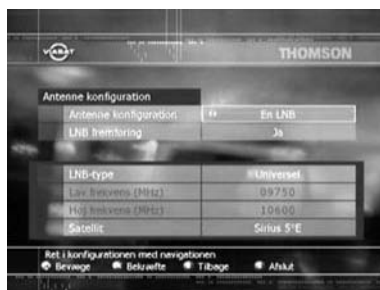 VIASAT THOMSON
Antenne konfiguration
Antenne konfiguration En LNB
LNB fremføring Ja
LNB-type Universel
Lav frekvens (MHz) 09750
Høj frekvens (MHz) 10600
Satellit Sirius 5°E
Ret i konfigurationen med navigationen
Bevæge Bekræfte Tilbage Afslut